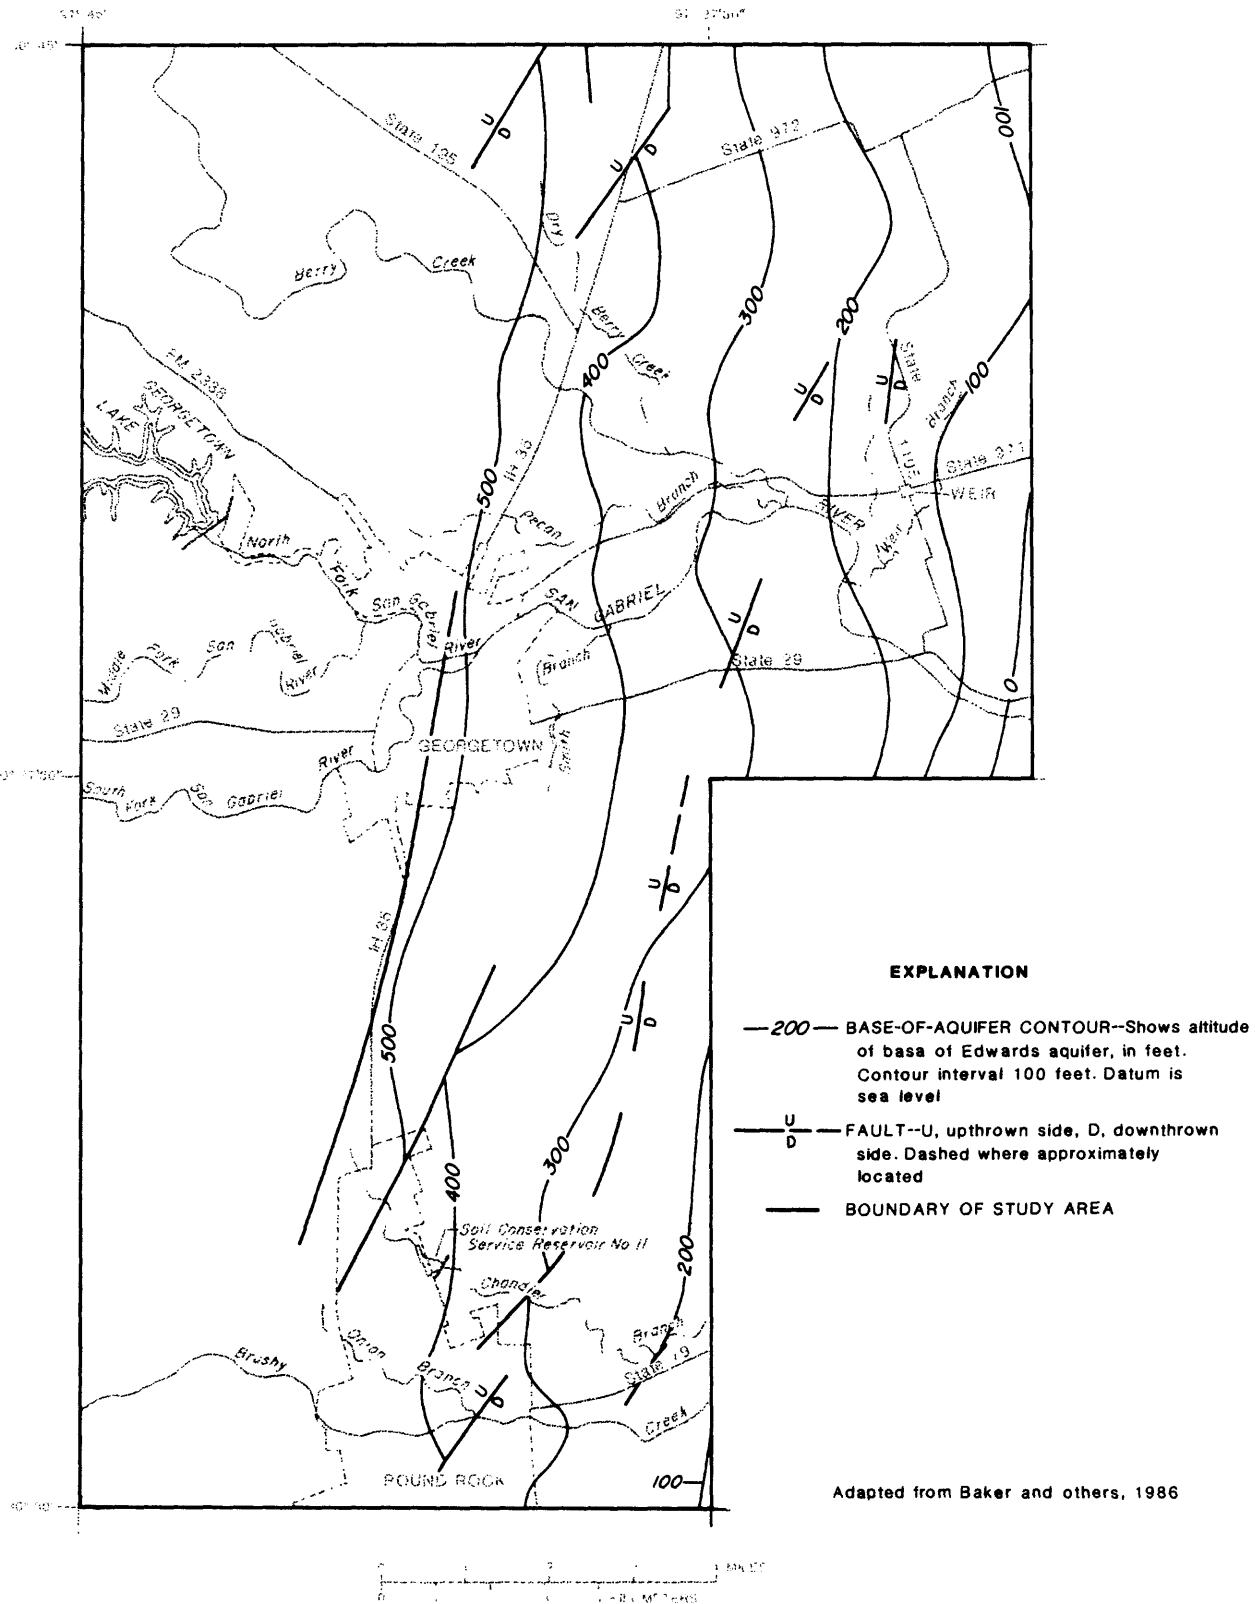 State 195
State 972
100
Dry
Berry
Creek
Berry
Creek
300
200
400
FM 2338
LAKE
GEORGETOWN
State
Branch
100
U
D
U
D
U
D
U
D
500
IH 35
Pecan
Branch
State 971
WEIR
RIVER
Weir
North
Fork
San Gabriel
River
SAN
GABRIEL
U
D
Middle
Fork
San
Gabriel
River
Branch
State 29
0
State 29
GEORGETOWN
Smith
South
Fork
San
Gabriel
River
U
D
IH 35
500
U
D
400
300
200
Soil Conservation
Service Reservoir No 11
Chandler
Branch
Onion
Branch
Brushy
Creek
State 79
U
D
ROUND ROCK
100
EXPLANATION
—200— BASE-OF-AQUIFER CONTOUR--Shows altitude
of basa of Edwards aquifer, in feet.
Contour interval 100 feet. Datum is
sea level
U
D
FAULT--U, upthrown side, D, downthrown
side. Dashed where approximately
located
BOUNDARY OF STUDY AREA
Adapted from Baker and others, 1986